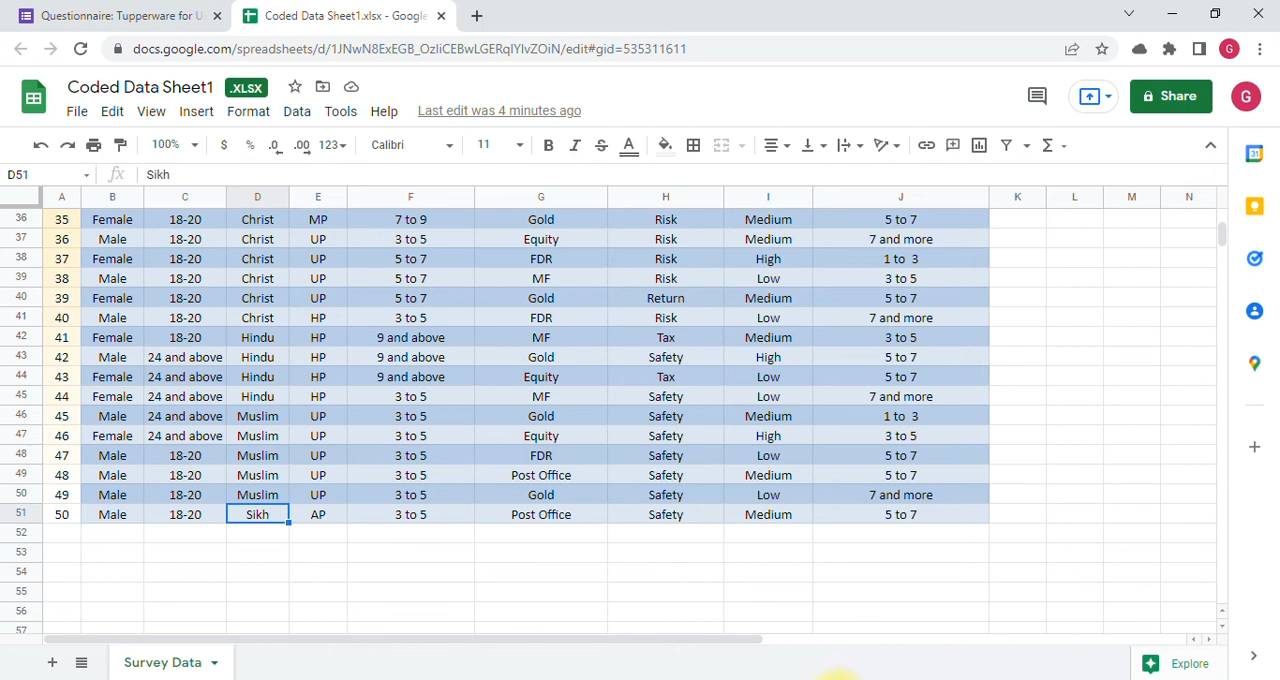 Questionnaire: Tupperware for U
Coded Data Sheet1.xlsx - Google
docs.google.com/spreadsheets/d/1JNwN8ExEGB_OzliCEBwLGERqlYIvZOiN/edit#gid=535311611
G
Coded Data Sheet1 .XLSX
File Edit View Insert Format Data Tools Help Last edit was 4 minutes ago
Share
G
100% $ % .0 .00 123 Calibri 11 B I S A
31
D51 fx Sikh
A B C D E F G H I J K L M N
36 35 Female 18-20 Christ MP 7 to 9 Gold Risk Medium 5 to 7
37 36 Male 18-20 Christ UP 3 to 5 Equity Risk Medium 7 and more
38 37 Female 18-20 Christ UP 5 to 7 FDR Risk High 1 to 3
39 38 Male 18-20 Christ UP 5 to 7 MF Risk Low 3 to 5
40 39 Female 18-20 Christ UP 5 to 7 Gold Return Medium 5 to 7
41 40 Male 18-20 Christ HP 3 to 5 FDR Risk Low 7 and more
42 41 Female 18-20 Hindu HP 9 and above MF Tax Medium 3 to 5
43 42 Male 24 and above Hindu HP 9 and above Gold Safety High 5 to 7
44 43 Female 24 and above Hindu HP 9 and above Equity Tax Low 5 to 7
45 44 Female 24 and above Hindu HP 3 to 5 MF Safety Low 7 and more
46 45 Male 24 and above Muslim UP 3 to 5 Gold Safety Medium 1 to 3
47 46 Female 24 and above Muslim UP 3 to 5 Equity Safety High 3 to 5
48 47 Male 18-20 Muslim UP 3 to 5 FDR Safety Low 5 to 7
49 48 Male 18-20 Muslim UP 3 to 5 Post Office Safety Medium 5 to 7
50 49 Male 18-20 Muslim UP 3 to 5 Gold Safety Low 7 and more
51 50 Male 18-20 Sikh AP 3 to 5 Post Office Safety Medium 5 to 7
52
53
54
55
56
57
Survey Data
Explore